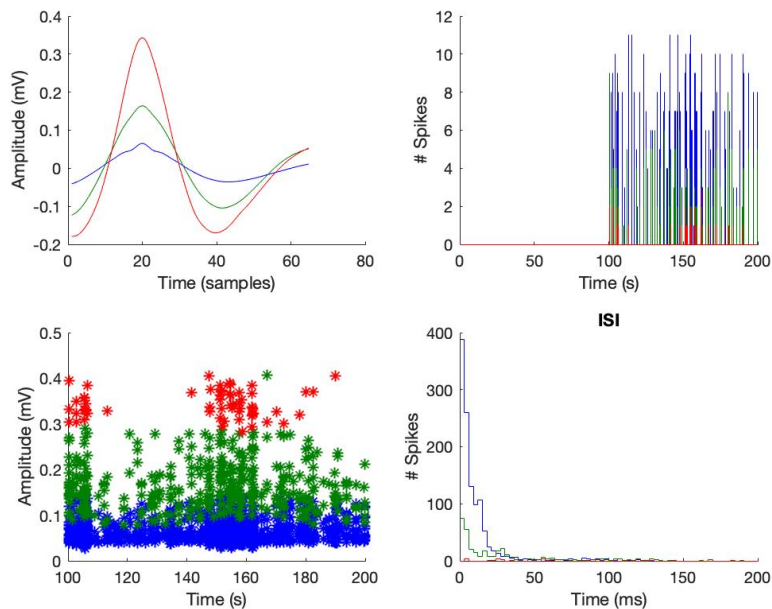 0.4
0.3
0.2
0.1
0
-0.1
-0.2
Amplitude (mV)
0 20 40 60 80
Time (samples)
12
10
8
6
4
2
0
# Spikes
0 50 100 150 200
Time (s)
0.5
0.4
0.3
0.2
0.1
0
Amplitude (mV)
100 120 140 160 180 200
Time (s)
ISI
400
300
200
100
0
# Spikes
0 50 100 150 200
Time (ms)